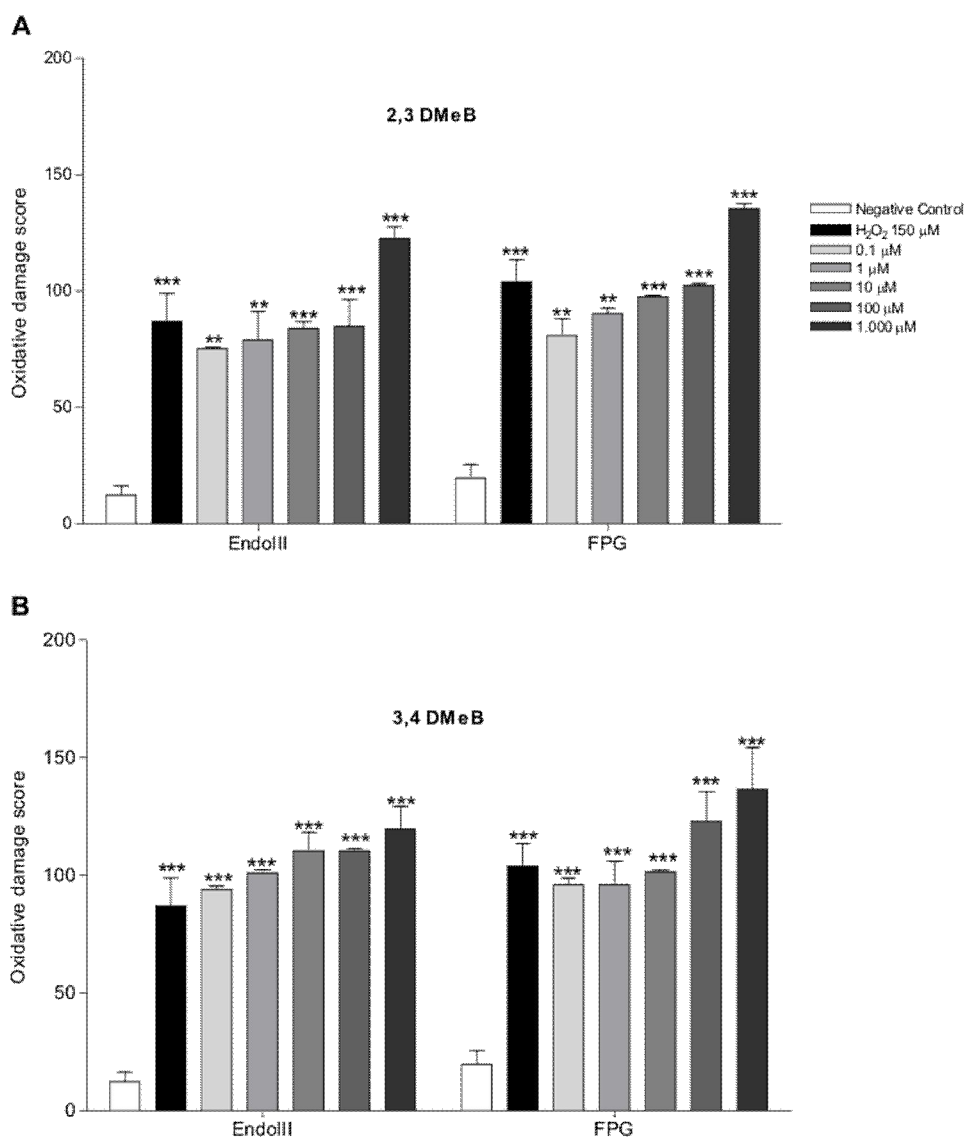 A
200
2,3 DMeB
150
100
50
0
Oxidative damage score
*** ** ** *** *** ***
*** ** ** *** *** ***
EndoIII FPG
Negative Control
H₂O₂ 150 μM
0.1 μM
1 μM
10 μM
100 μM
1.000 μM
B
200
3,4 DMeB
150
100
50
0
Oxidative damage score
*** *** *** *** *** ***
*** *** *** *** *** ***
EndoIII FPG